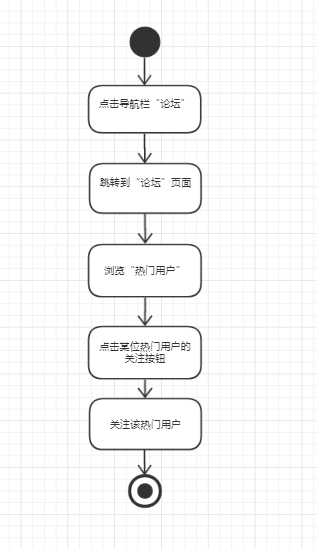 点击导航栏“论坛”
跳转到“论坛”页面
浏览“热门用户”
点击某位热门用户的
关注按钮
关注该热门用户